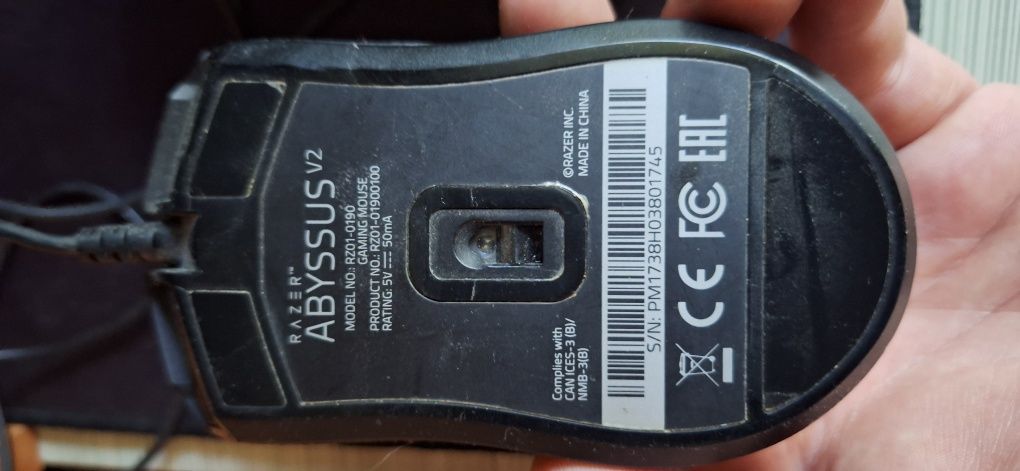 RAZER™
ABYSSUS V2
MODEL NO.: RZ01-0190
GAMING MOUSE
PRODUCT NO.: RZ01-01900100
RATING: 5V ⎓ 50mA
Complies with
CAN ICES-3 (B)/
NMB-3(B)
©RAZER INC.
MADE IN CHINA
S/N: PM1738H03801745
CE FC EAC